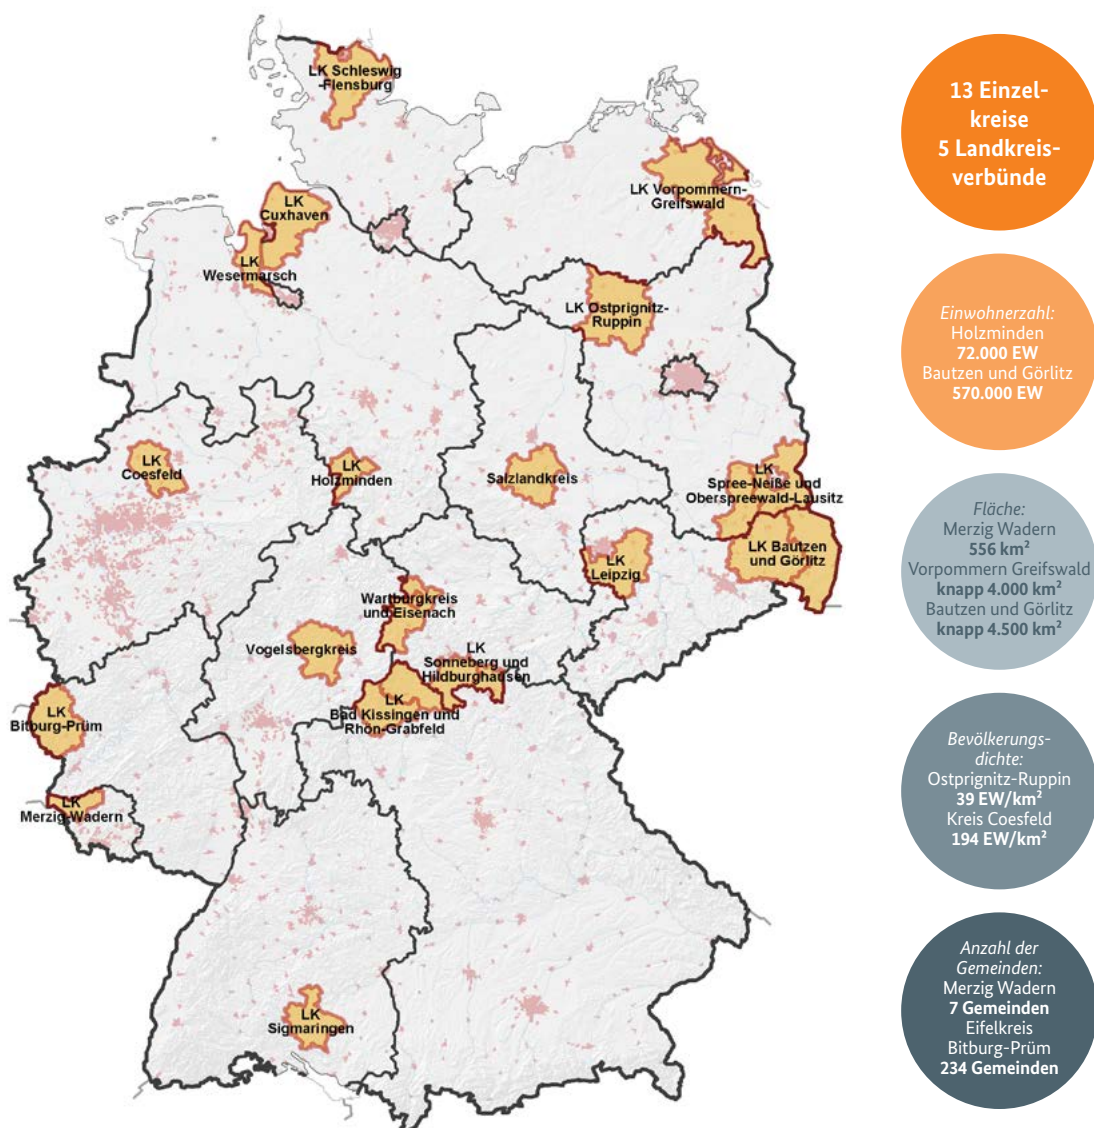 LK Schleswig
-Flensburg
LK Vorpommern-
Greifswald
LK
Cuxhaven
LK
Wesermarsch
LK Ostprignitz-
Ruppin
LK
Coesfeld
LK
Holzminden
Salzlandkreis
LK
Spree-Neiße und
Oberspreewald-Lausitz
LK Bautzen
und Görlitz
LK
Leipzig
Wartburgkreis
und Eisenach
Vogelsbergkreis
LK
Sonneberg und
Hildburghausen
LK
Bad Kissingen und
Rhön-Grabfeld
LK
Bitburg-Prüm
LK
Merzig-Wadern
LK
Sigmaringen
13 Einzel-
kreise
5 Landkreis-
verbünde
Einwohnerzahl:
Holzminden
72.000 EW
Bautzen und Görlitz
570.000 EW
Fläche:
Merzig Wadern
556 km²
Vorpommern Greifswald
knapp 4.000 km²
Bautzen und Görlitz
knapp 4.500 km²
Bevölkerungs-
dichte:
Ostprignitz-Ruppin
39 EW/km²
Kreis Coesfeld
194 EW/km²
Anzahl der
Gemeinden:
Merzig Wadern
7 Gemeinden
Eifelkreis
Bitburg-Prüm
234 Gemeinden